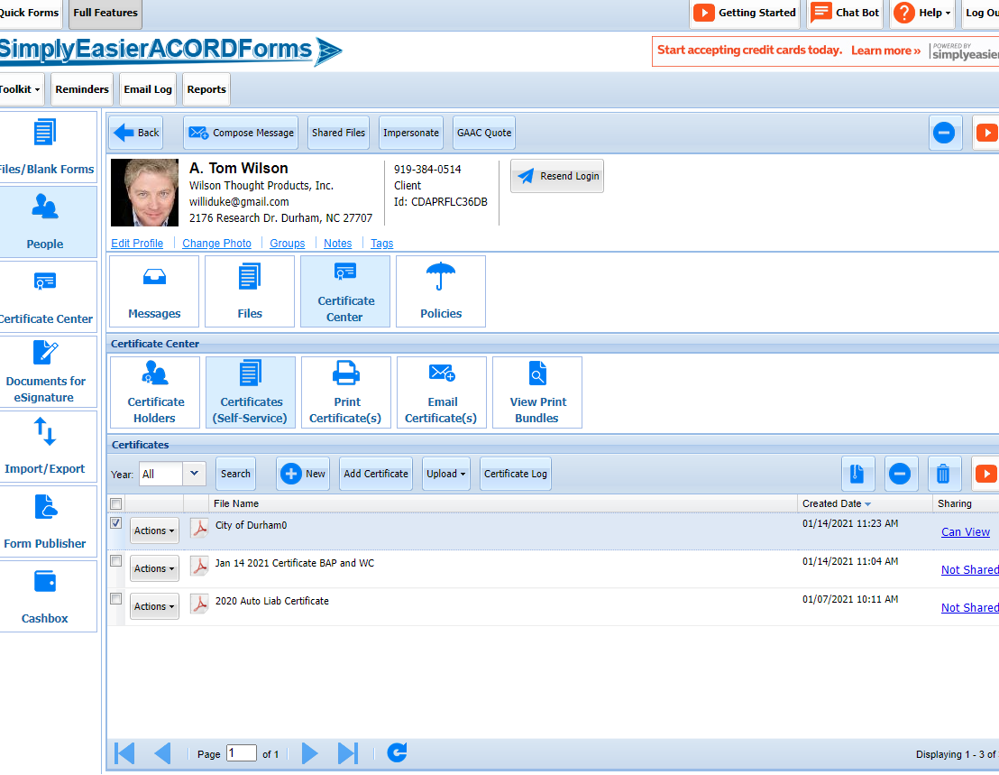 Quick Forms
Full Features
Getting Started
Chat Bot
Help
Log Ou
SimplyEasierACORDForms
Start accepting credit cards today. Learn more »
POWERED BY
simplyeasier
Toolkit
Reminders
Email Log
Reports
Files/Blank Forms
People
Certificate Center
Documents for
eSignature
Import/Export
Form Publisher
Cashbox
Back
Compose Message
Shared Files
Impersonate
GAAC Quote
A. Tom Wilson
Wilson Thought Products, Inc.
williduke@gmail.com
2176 Research Dr. Durham, NC 27707
919-384-0514
Client
Id: CDAPRFLC36DB
Resend Login
Edit Profile
Change Photo
Groups
Notes
Tags
Messages
Files
Certificate
Center
Policies
Certificate Center
Certificate
Holders
Certificates
(Self-Service)
Print
Certificate(s)
Email
Certificate(s)
View Print
Bundles
Certificates
Year: All
Search
New
Add Certificate
Upload
Certificate Log
File Name
Created Date
Sharing
Actions
City of Durham0
01/14/2021 11:23 AM
Can View
Actions
Jan 14 2021 Certificate BAP and WC
01/14/2021 11:04 AM
Not Shared
Actions
2020 Auto Liab Certificate
01/07/2021 10:11 AM
Not Shared
Page 1 of 1
Displaying 1 - 3 of